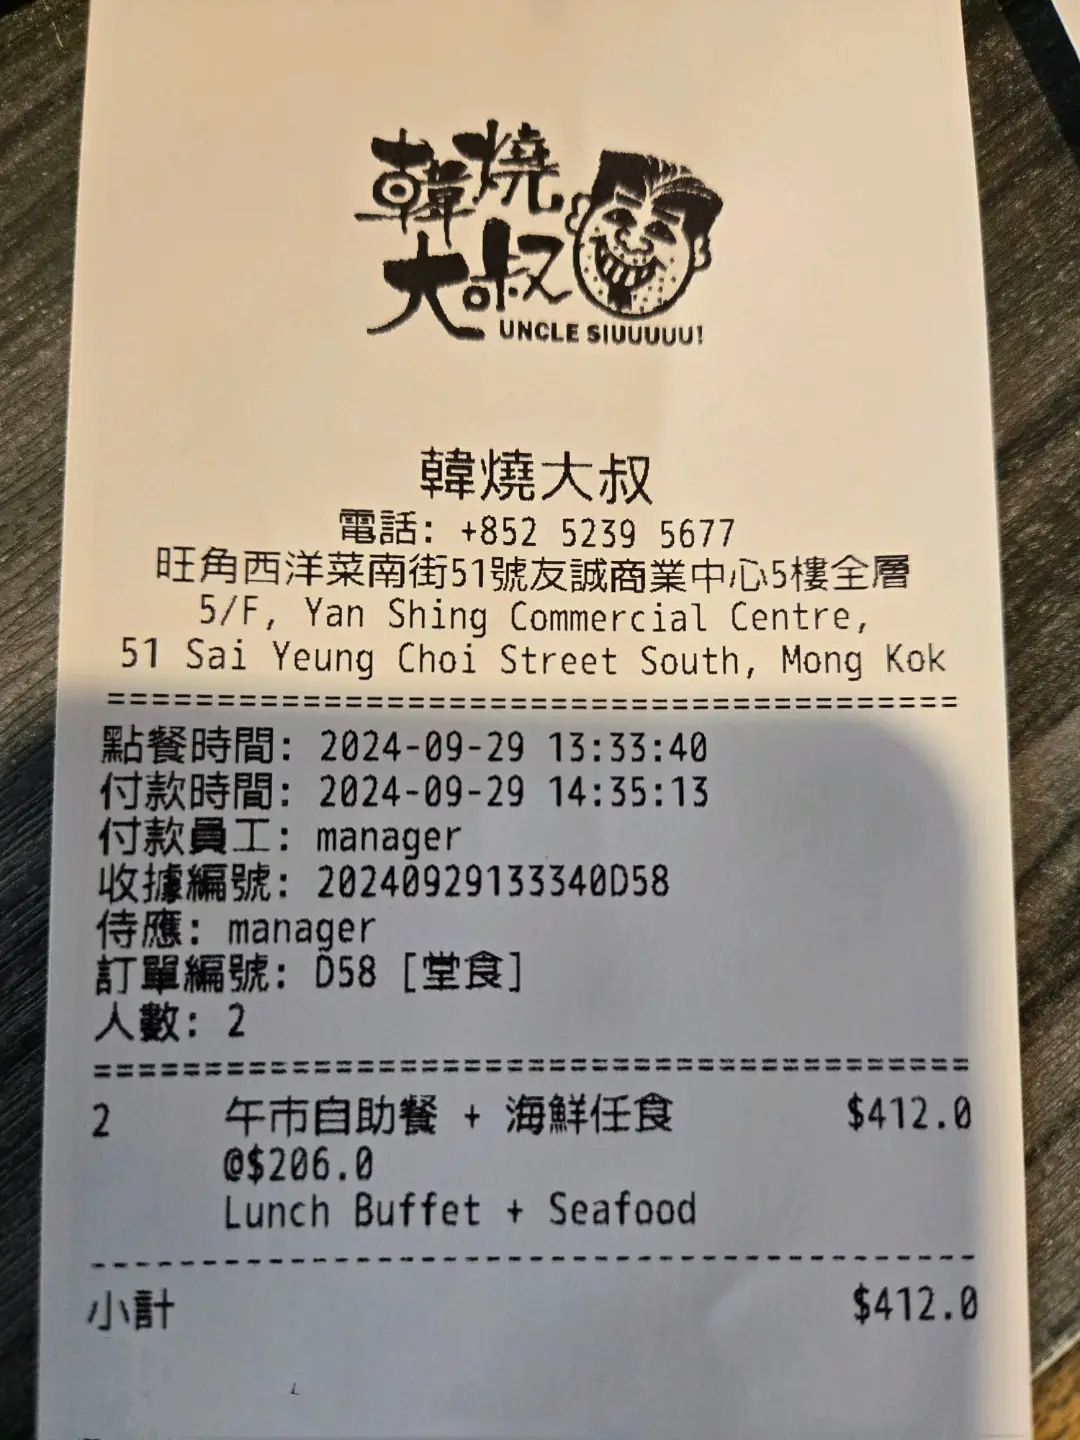 韓燒
大叔
UNCLE SIUUUUU!
韓燒大叔
電話: +852 5239 5677
旺角西洋菜南街51號友誠商業中心5樓全層
5/F, Yan Shing Commercial Centre,
51 Sai Yeung Choi Street South, Mong Kok
點餐時間: 2024-09-29 13:33:40
付款時間: 2024-09-29 14:35:13
付款員工: manager
收據編號: 20240929133340D58
侍應: manager
訂單編號: D58 [堂食]
人數: 2
2 午市自助餐 + 海鮮任食 $412.0
@$206.0
Lunch Buffet + Seafood
小計 $412.0